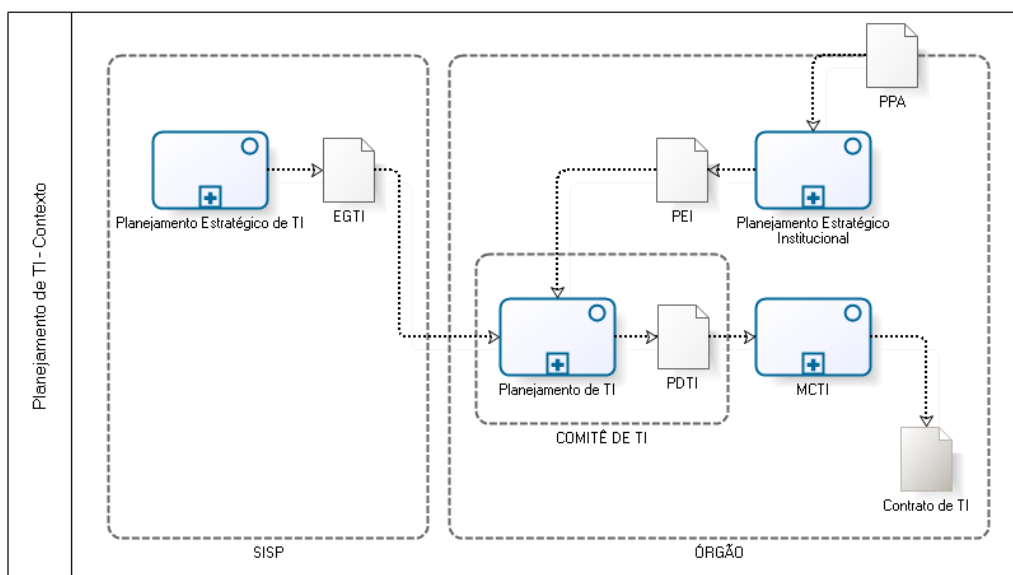 Planejamento de TI - Contexto
PPA
Planejamento Estratégico de TI
EGTI
PEI
Planejamento Estratégico
Institucional
Planejamento de TI
PDTI
MCTI
COMITÊ DE TI
Contrato de TI
SISP
ÓRGÃO